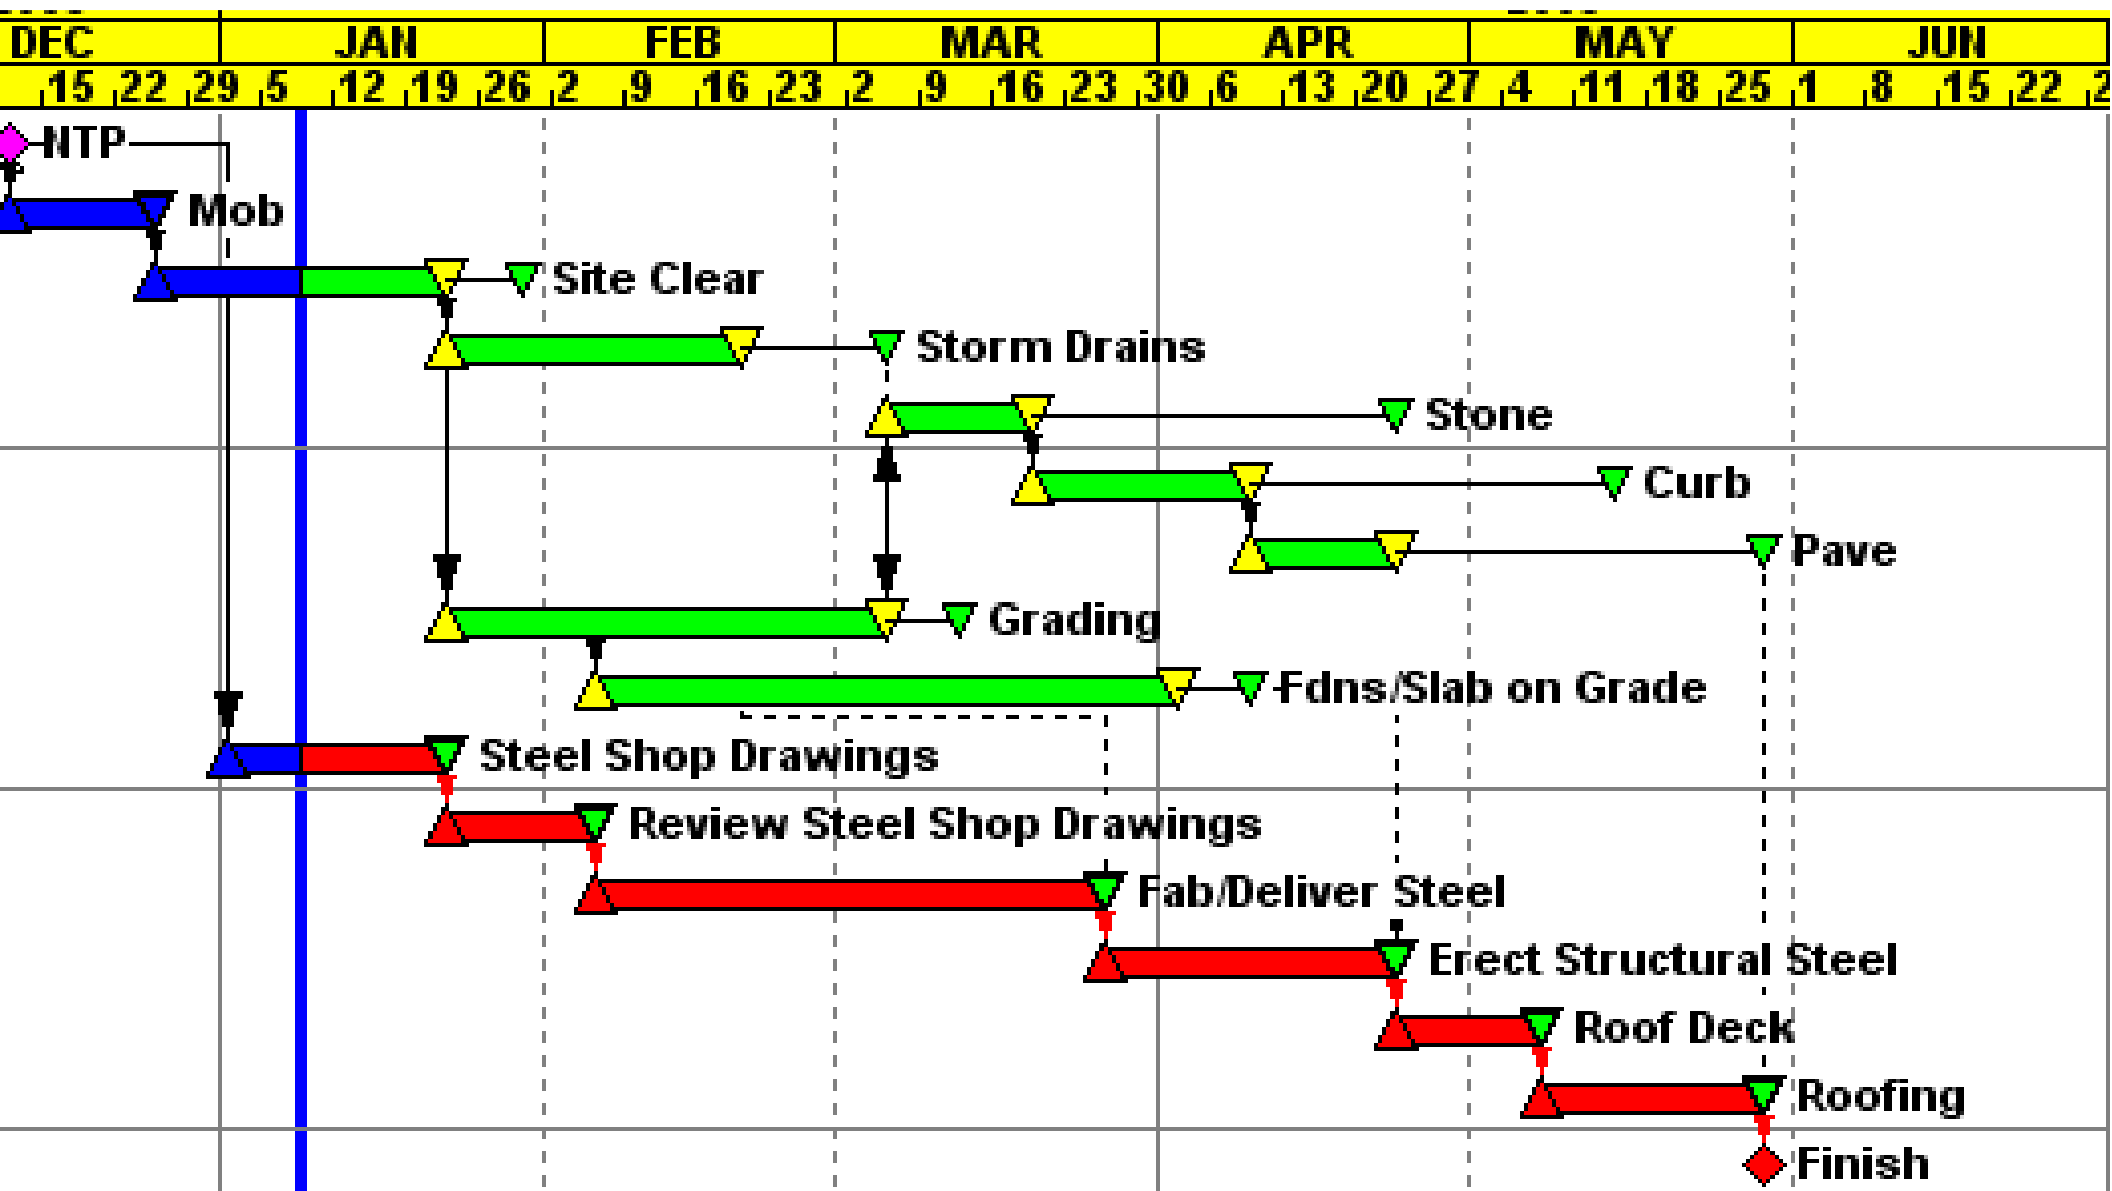 DEC JAN FEB MAR APR MAY JUN
15 22 29 5 12 19 26 2 9 16 23 2 9 16 23 30 6 13 20 27 4 11 18 25 1 8 15 22
NTP
Mob
Site Clear
Storm Drains
Stone
Curb
Pave
Grading
Fdns/Slab on Grade
Steel Shop Drawings
Review Steel Shop Drawings
Fab/Deliver Steel
Erect Structural Steel
Roof Deck
Roofing
Finish